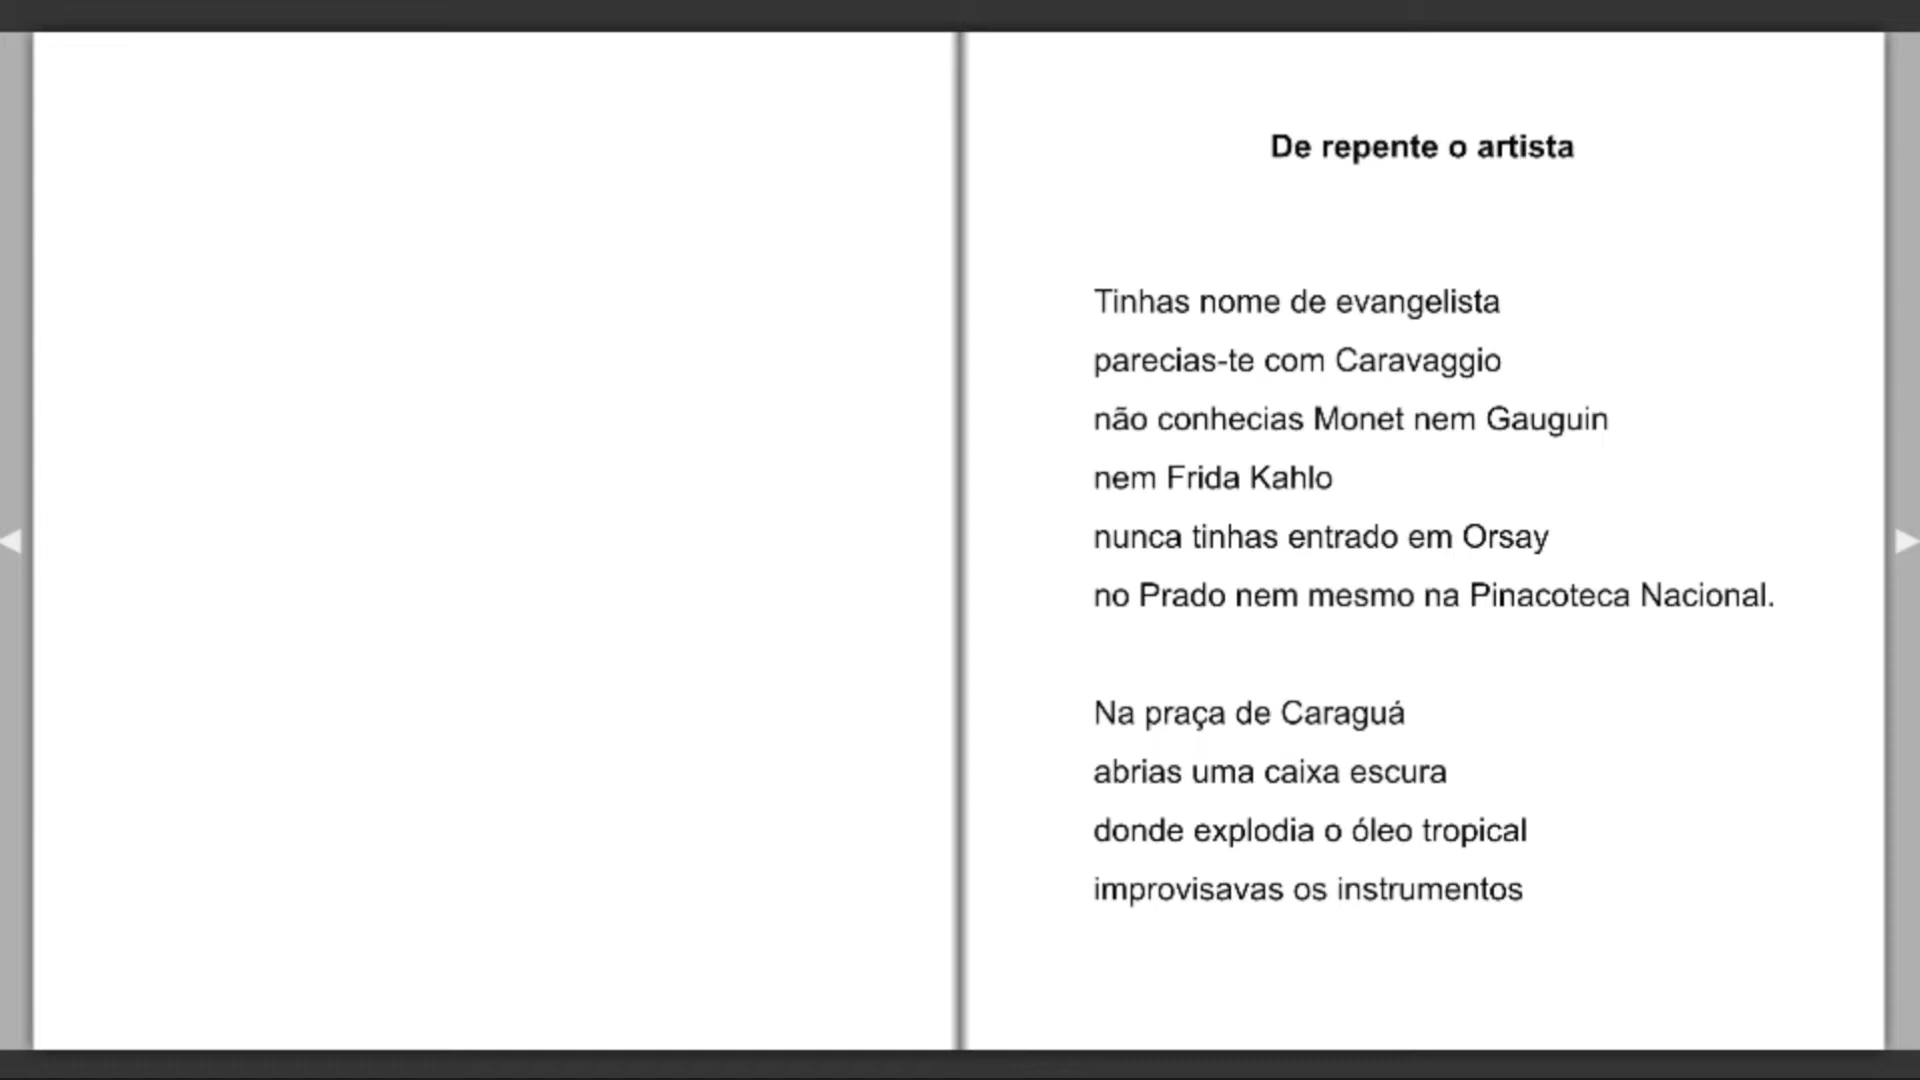 De repente o artista
Tinhas nome de evangelista
parecias-te com Caravaggio
não conhecias Monet nem Gauguin
nem Frida Kahlo
nunca tinhas entrado em Orsay
no Prado nem mesmo na Pinacoteca Nacional.
Na praça de Caraguá
abrias uma caixa escura
donde explodia o óleo tropical
improvisavas os instrumentos